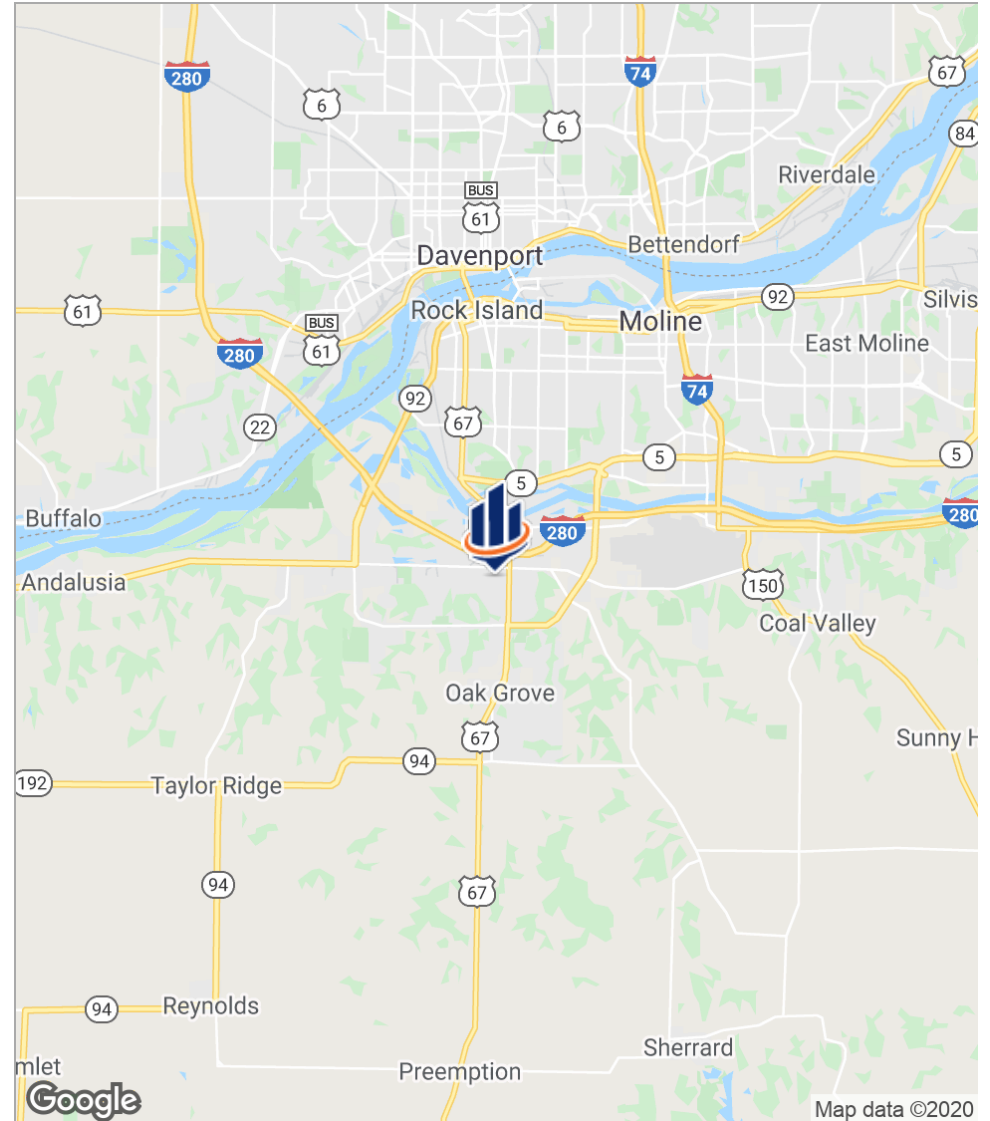 280
74
67
6
6
84
Riverdale
BUS
61
Bettendorf
Davenport
92
Silvis
61
Rock Island
BUS
61
Moline
East Moline
280
74
92
67
22
5
5
5
Buffalo
280
280
Andalusia
150
Coal Valley
Oak Grove
67
Sunny H
94
192
Taylor Ridge
94
67
94
Reynolds
Sherrard
mlet
Preemption
Google
Map data ©2020